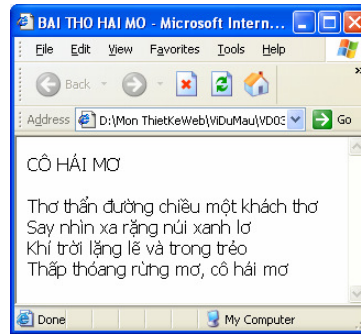 BAI THO HAI MO - Microsoft Intern...
File Edit View Favorites Tools Help
Back
Address D:\Mon ThietKeWeb\ViDuMau\VD03 Go
CÔ HÁI MƠ
Thơ thẩn đường chiều một khách thơ
Say nhìn xa rặng núi xanh lơ
Khí trời lặng lẽ và trong trẻo
Thấp thóang rừng mơ, cô hái mơ
Done My Computer